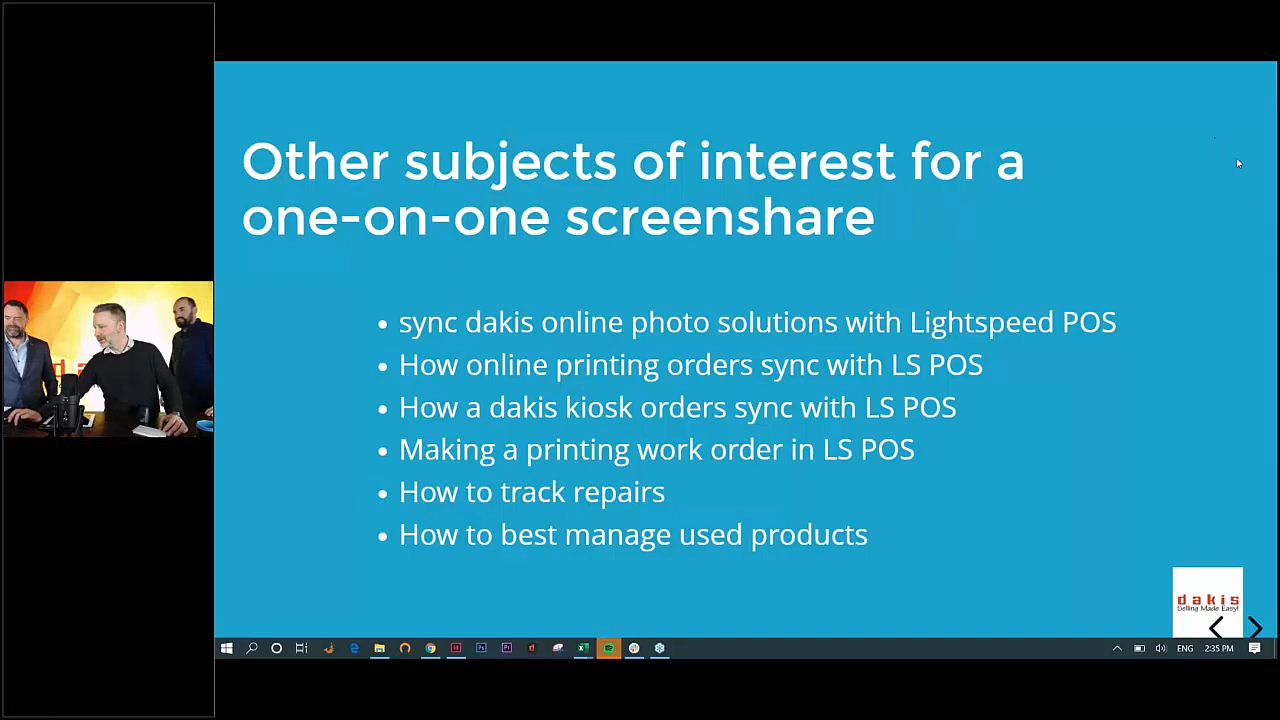 Other subjects of interest for a
one-on-one screenshare
sync dakis online photo solutions with Lightspeed POS
How online printing orders sync with LS POS
How a dakis kiosk orders sync with LS POS
Making a printing work order in LS POS
How to track repairs
How to best manage used products
dakis
Selling Made Easy!
ENG
2:35 PM